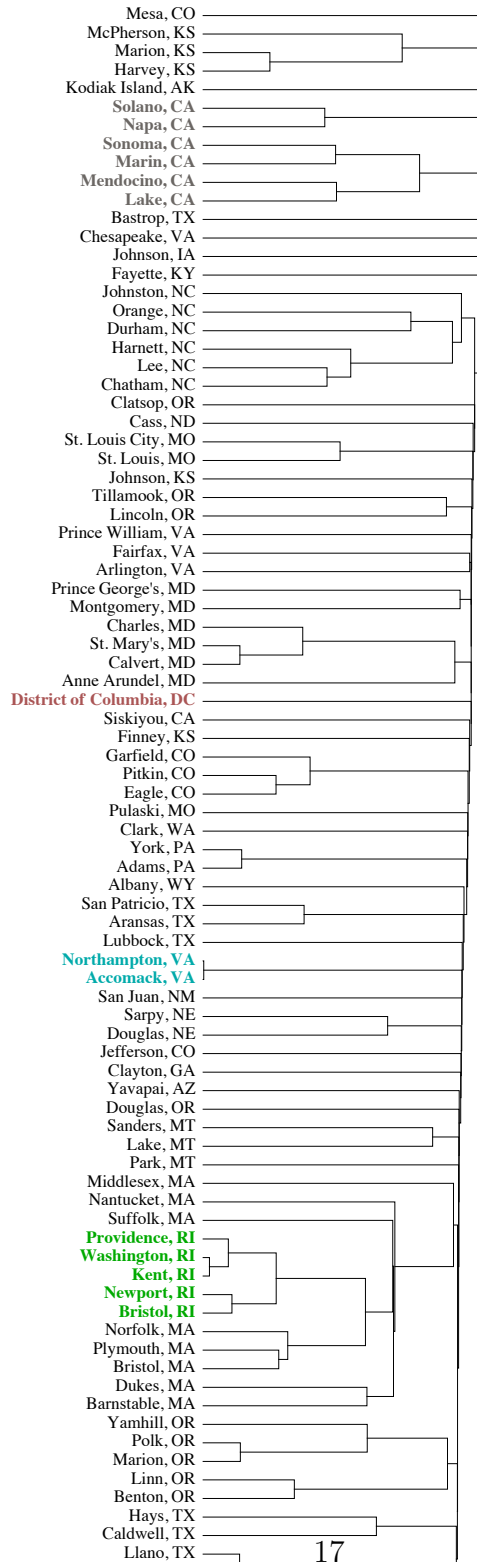 Mesa, CO
McPherson, KS
Marion, KS
Harvey, KS
Kodiak Island, AK
Solano, CA
Napa, CA
Sonoma, CA
Marin, CA
Mendocino, CA
Lake, CA
Bastrop, TX
Chesapeake, VA
Johnson, IA
Fayette, KY
Johnston, NC
Orange, NC
Durham, NC
Harnett, NC
Lee, NC
Chatham, NC
Clatsop, OR
Cass, ND
St. Louis City, MO
St. Louis, MO
Johnson, KS
Tillamook, OR
Lincoln, OR
Prince William, VA
Fairfax, VA
Arlington, VA
Prince George's, MD
Montgomery, MD
Charles, MD
St. Mary's, MD
Calvert, MD
Anne Arundel, MD
District of Columbia, DC
Siskiyou, CA
Finney, KS
Garfield, CO
Pitkin, CO
Eagle, CO
Pulaski, MO
Clark, WA
York, PA
Adams, PA
Albany, WY
San Patricio, TX
Aransas, TX
Lubbock, TX
Northampton, VA
Accomack, VA
San Juan, NM
Sarpy, NE
Douglas, NE
Jefferson, CO
Clayton, GA
Yavapai, AZ
Douglas, OR
Sanders, MT
Lake, MT
Park, MT
Middlesex, MA
Nantucket, MA
Suffolk, MA
Providence, RI
Washington, RI
Kent, RI
Newport, RI
Bristol, RI
Norfolk, MA
Plymouth, MA
Bristol, MA
Dukes, MA
Barnstable, MA
Yamhill, OR
Polk, OR
Marion, OR
Linn, OR
Benton, OR
Hays, TX
Caldwell, TX
Llano, TX
17